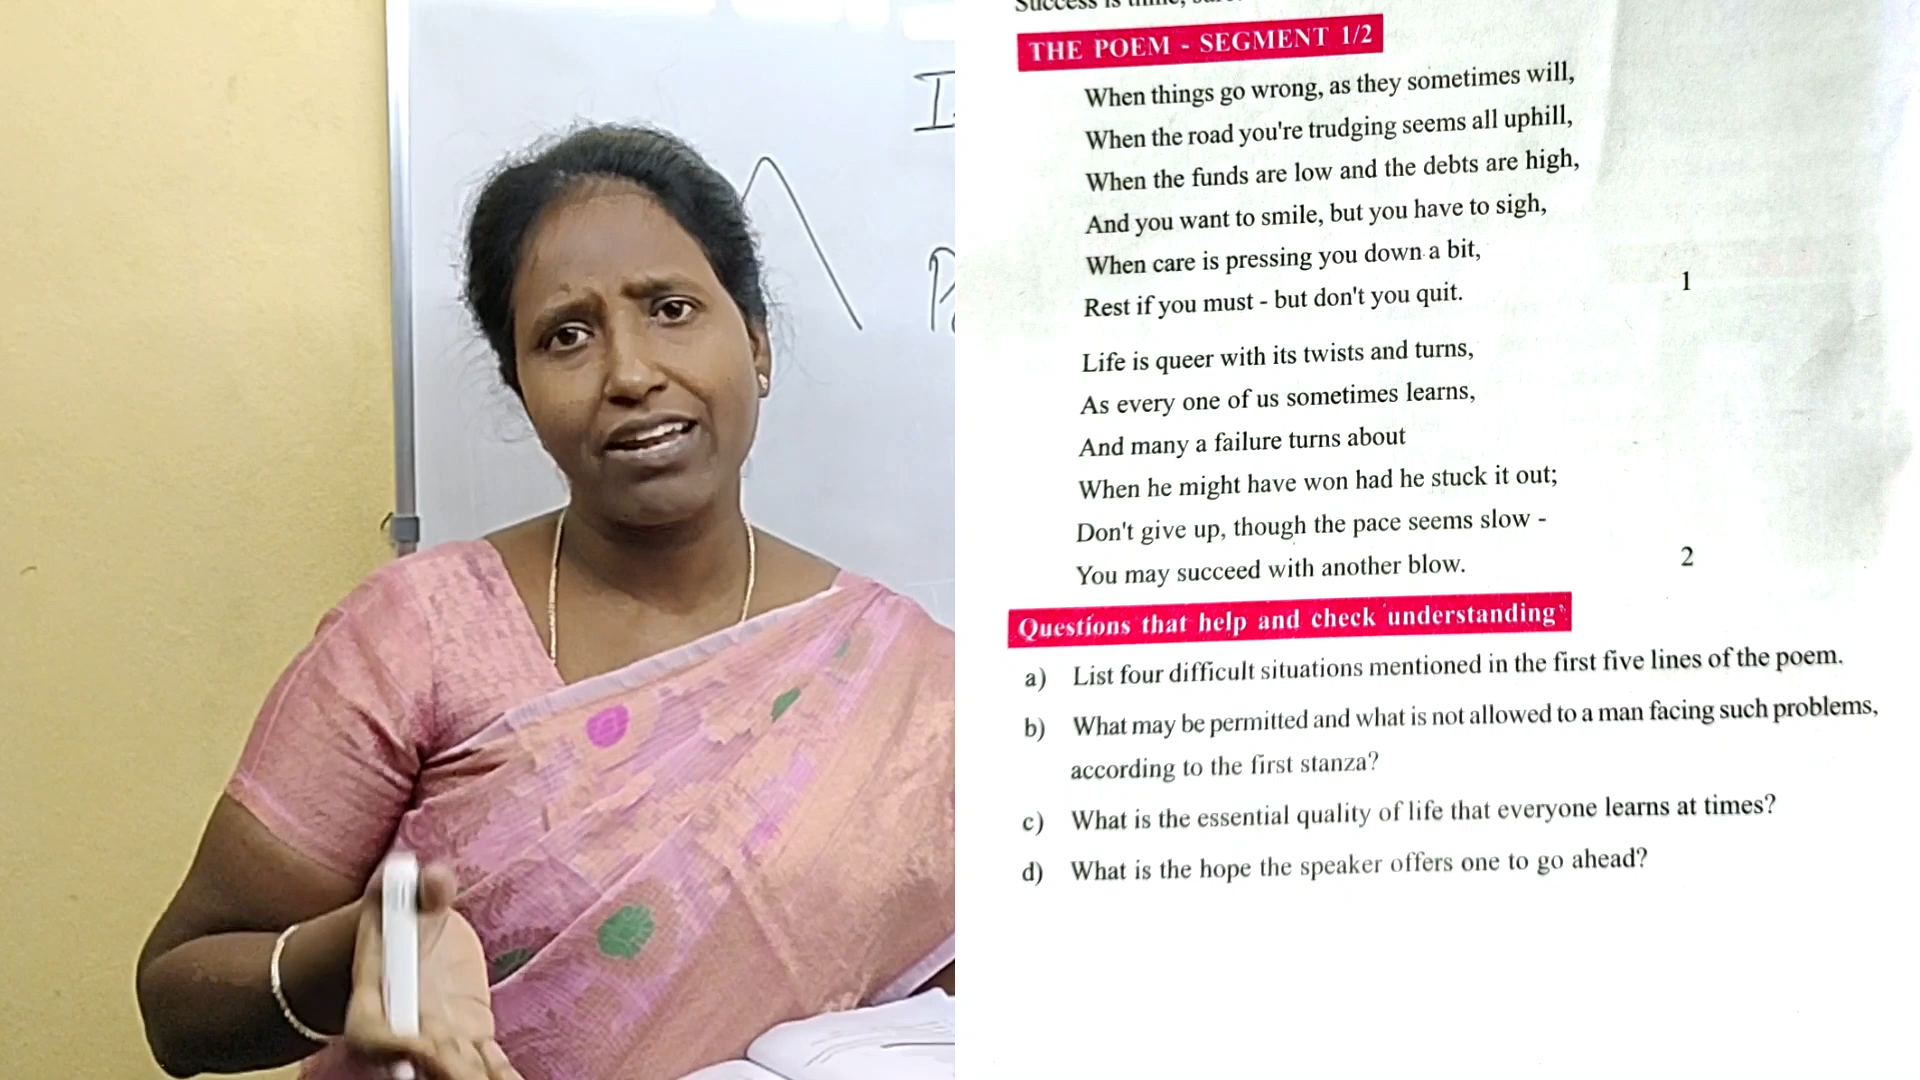 Success is
THE POEM - SEGMENT 1/2
When things go wrong, as they sometimes will,
When the road you're trudging seems all uphill,
When the funds are low and the debts are high,
And you want to smile, but you have to sigh,
When care is pressing you down a bit,
Rest if you must - but don't you quit.
1
Life is queer with its twists and turns,
As every one of us sometimes learns,
And many a failure turns about
When he might have won had he stuck it out;
Don't give up, though the pace seems slow -
You may succeed with another blow.
2
Questions that help and check understanding
a) List four difficult situations mentioned in the first five lines of the poem.
b) What may be permitted and what is not allowed to a man facing such problems,
according to the first stanza?
c) What is the essential quality of life that everyone learns at times?
d) What is the hope the speaker offers one to go ahead?